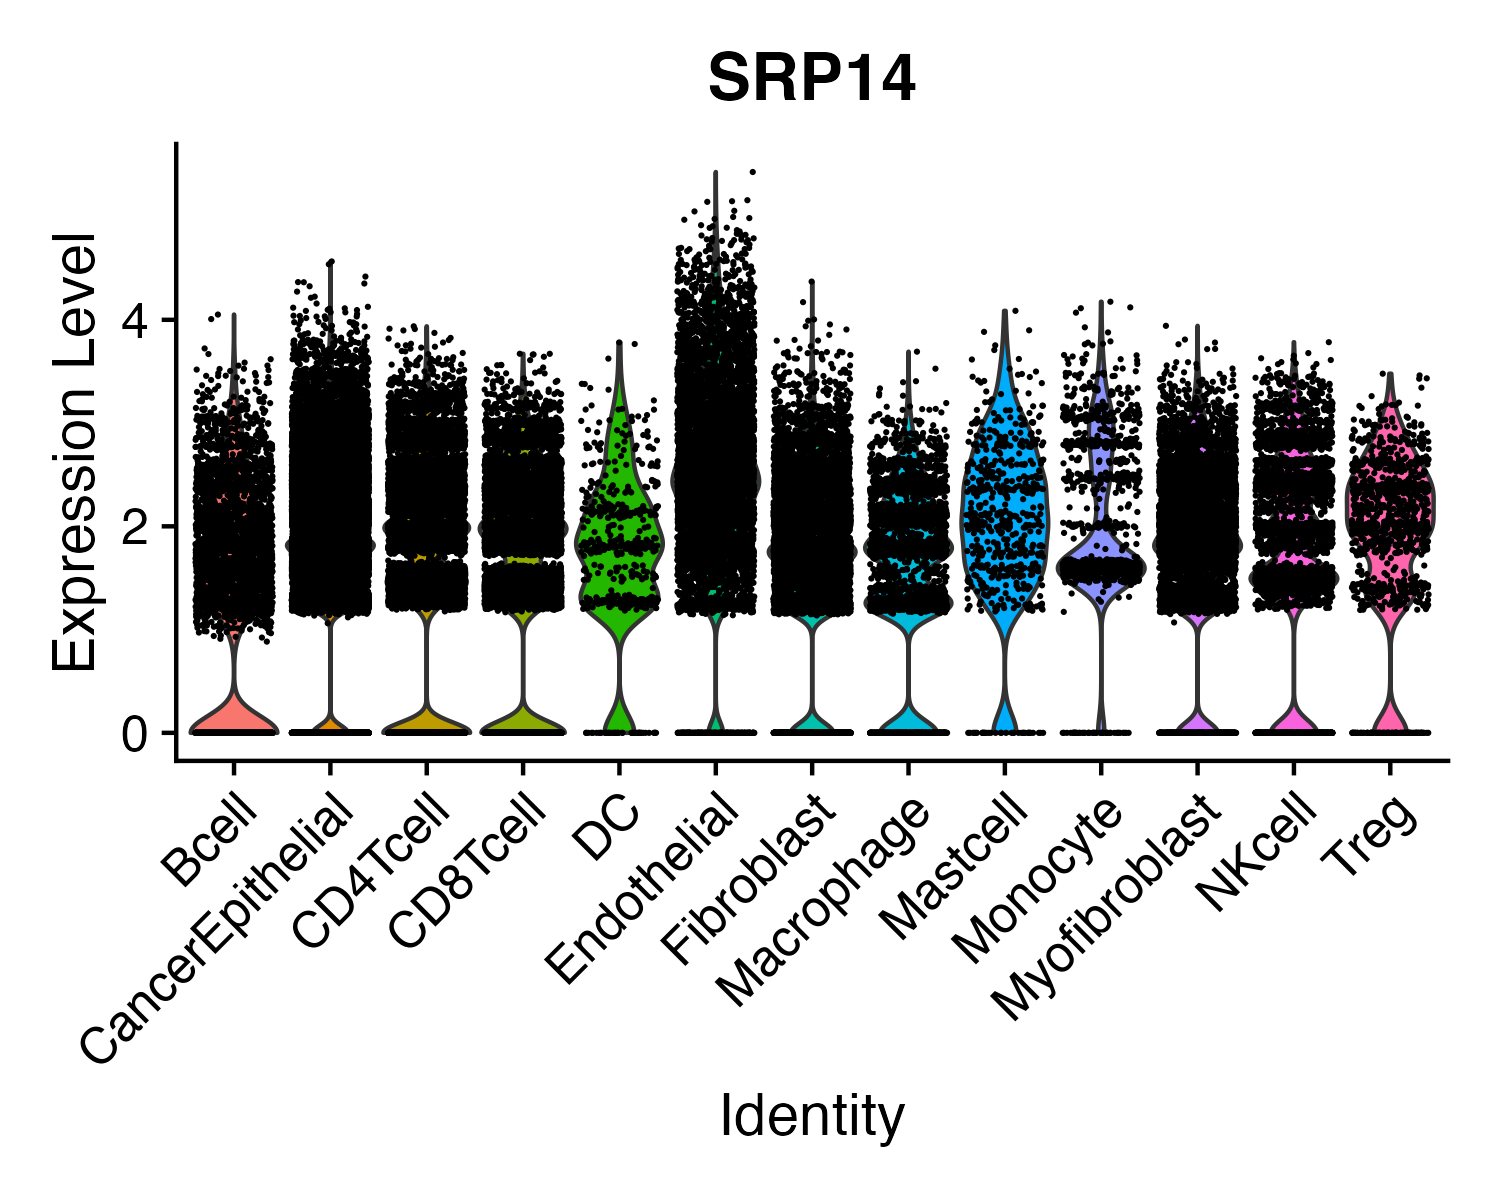 SRP14
Expression Level
4
2
0
Bcell
CancerEpithelial
CD4Tcell
CD8Tcell
DC
Endothelial
Fibroblast
Macrophage
Mastcell
Monocyte
Myofibroblast
NKcell
Treg
Identity